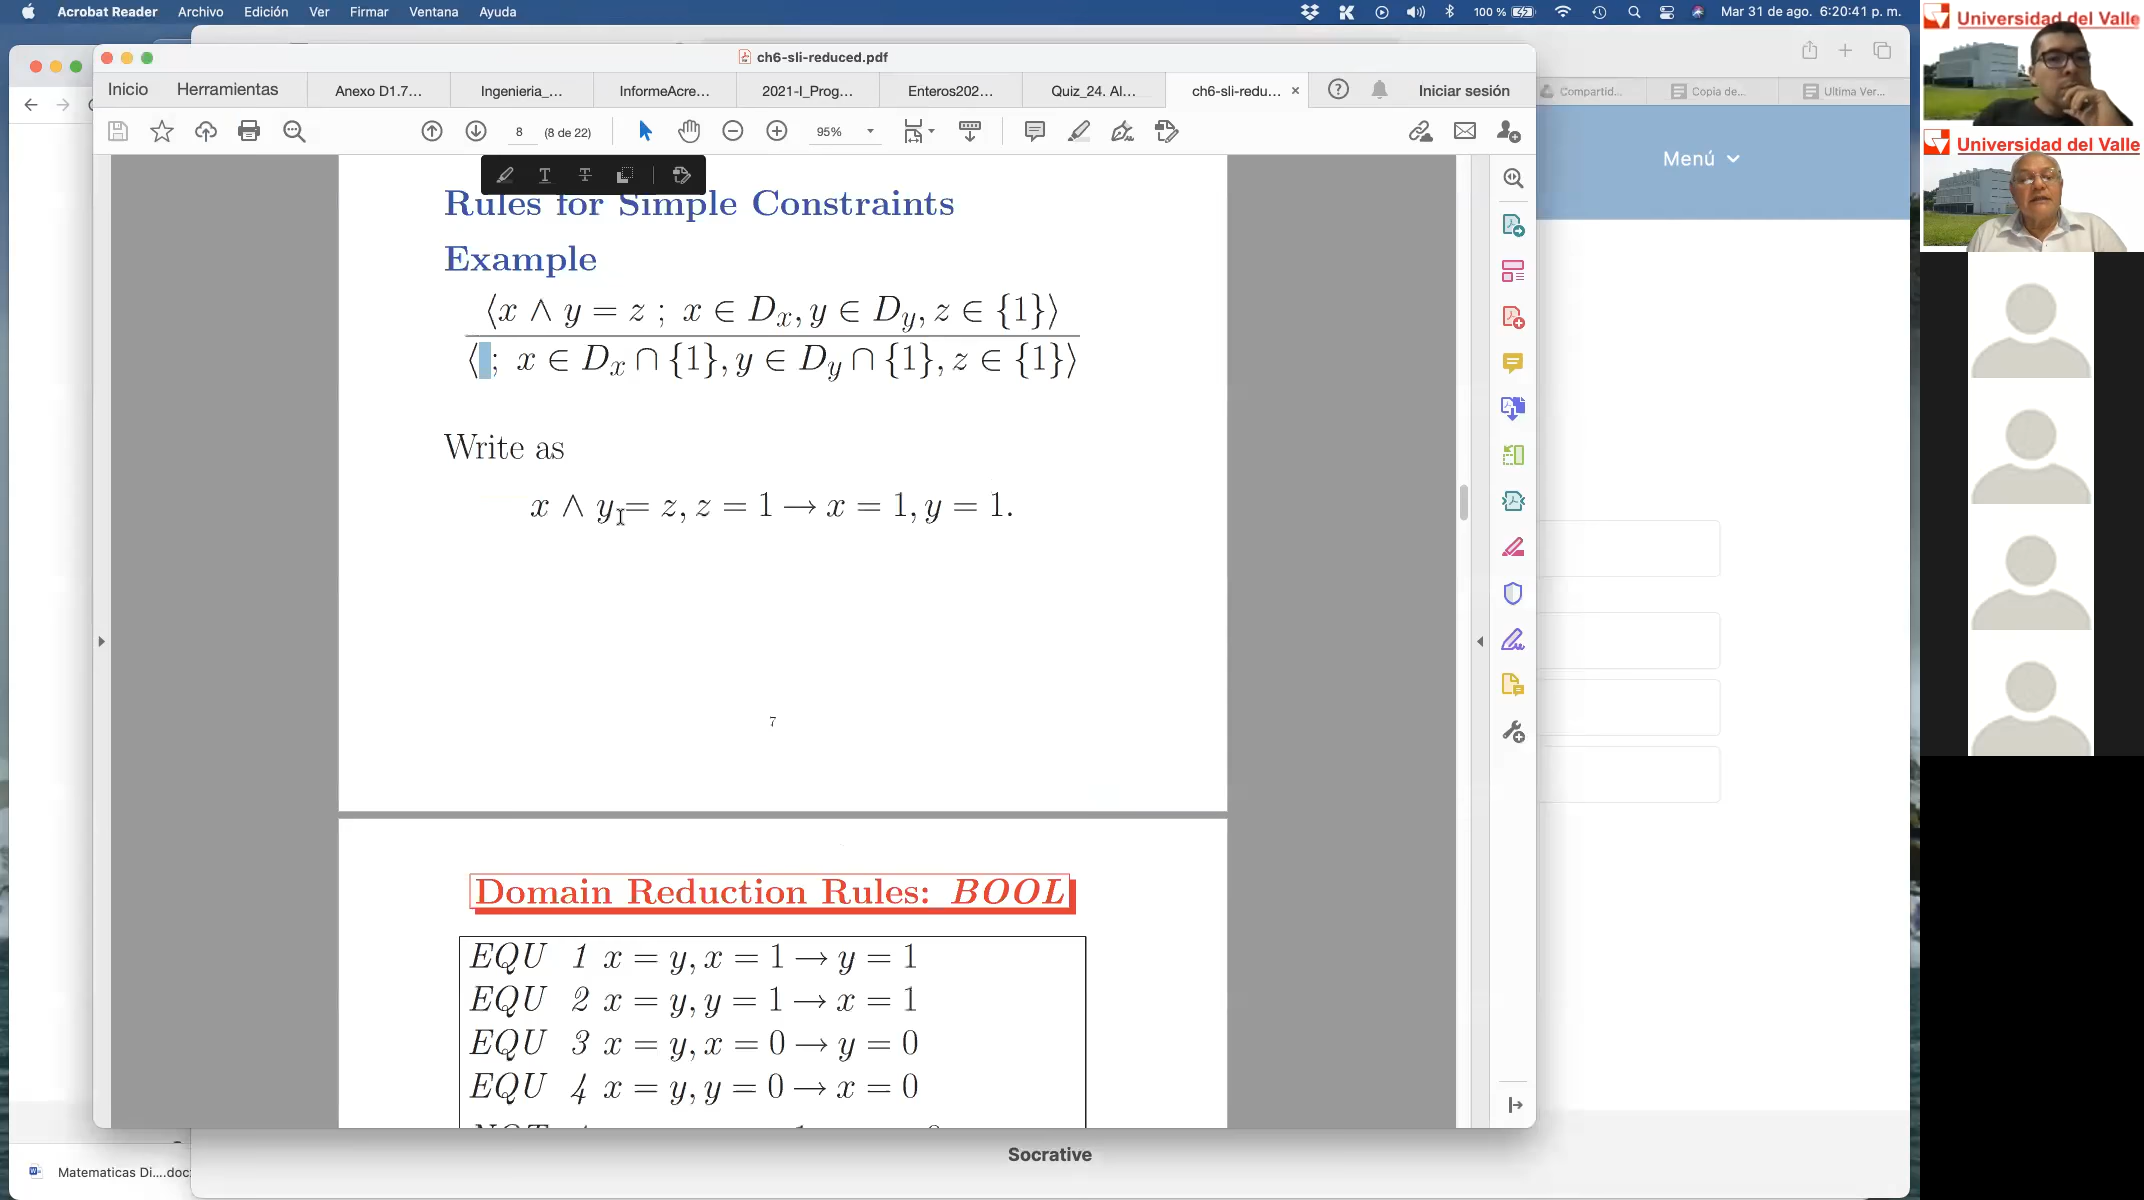 Acrobat Reader Archivo Edición Ver Firmar Ventana Ayuda 100 % Mar 31 de ago. 6:20:41 p. m.
ch6-sli-reduced.pdf
Inicio Herramientas Anexo D1.7... Ingenieria_... InformeAcre... 2021-I_Prog... Enteros202... Quiz_24. Al... ch6-sli-redu... × Iniciar sesión
8 (8 de 22) 95%
Compartid... Copia de... Ultima Ver...
Menú
Rules for Simple Constraints
Example
⟨x ∧ y = z ; x ∈ Dₓ, y ∈ D_y, z ∈ {1}⟩
⟨ ; x ∈ Dₓ ∩ {1}, y ∈ D_y ∩ {1}, z ∈ {1}⟩
Write as
x ∧ y = z, z = 1 → x = 1, y = 1.
7
Domain Reduction Rules: BOOL
EQU 1 x = y, x = 1 → y = 1
EQU 2 x = y, y = 1 → x = 1
EQU 3 x = y, x = 0 → y = 0
EQU 4 x = y, y = 0 → x = 0
Socrative
Matematicas Di....doc
Universidad del Valle
Universidad del Valle